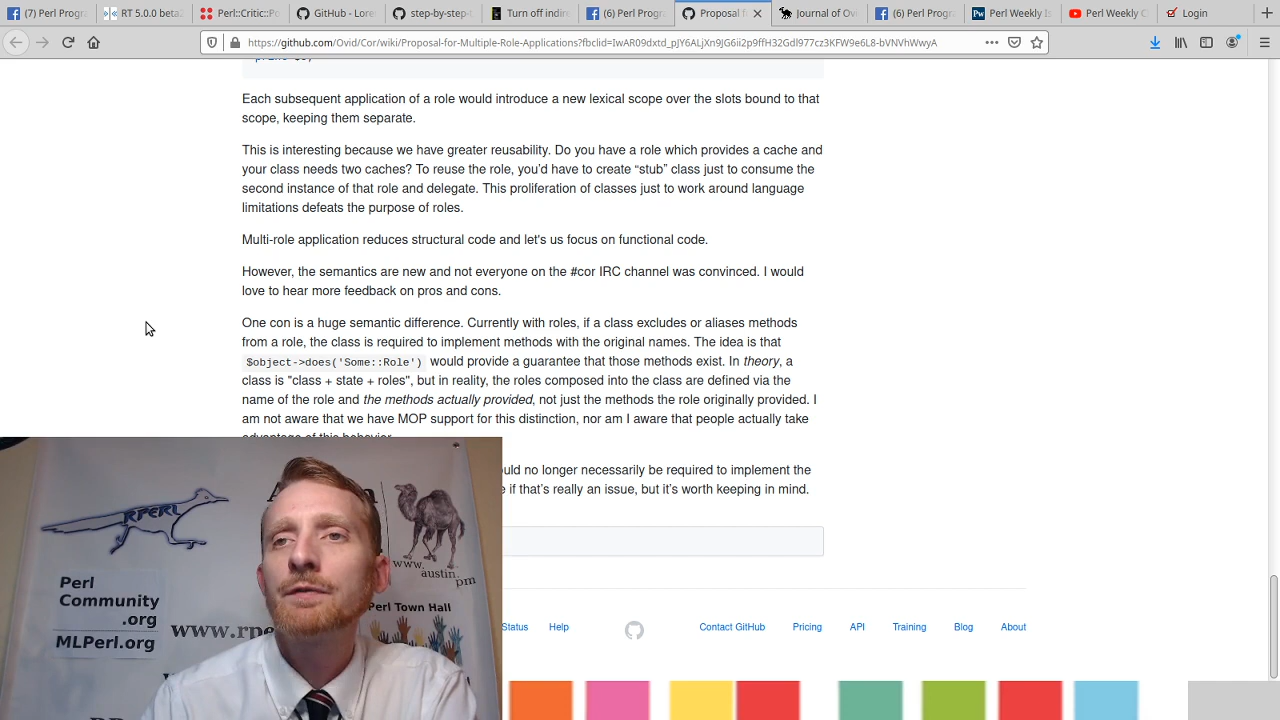 (7) Perl Progra
RT 5.0.0 beta
Perl::Critic::Po
GitHub - Lore
step-by-step-
Turn off indire
(6) Perl Progra
Proposal f
Journal of Ovi
(6) Perl Progra
Perl Weekly Is
Perl Weekly C
Login
https://github.com/Ovid/Cor/wiki/Proposal-for-Multiple-Role-Applications?fbclid=IwAR09dxtd_pJY6ALjXn9JG6ii2p9ffH32Gdl977cz3KFW9e6L8-bVNVhWwyA
Each subsequent application of a role would introduce a new lexical scope over the slots bound to that
scope, keeping them separate.
This is interesting because we have greater reusability. Do you have a role which provides a cache and
your class needs two caches? To reuse the role, you'd have to create “stub” class just to consume the
second instance of that role and delegate. This proliferation of classes just to work around language
limitations defeats the purpose of roles.
Multi-role application reduces structural code and let's us focus on functional code.
However, the semantics are new and not everyone on the #cor IRC channel was convinced. I would
love to hear more feedback on pros and cons.
One con is a huge semantic difference. Currently with roles, if a class excludes or aliases methods
from a role, the class is required to implement methods with the original names. The idea is that
$object->does('Some::Role') would provide a guarantee that those methods exist. In theory, a
class is "class + state + roles", but in reality, the roles composed into the class are defined via the
name of the role and the methods actually provided, not just the methods the role originally provided. I
am not aware that we have MOP support for this distinction, nor am I aware that people actually take
advantage of this behavior.
uld no longer necessarily be required to implement the
e if that's really an issue, but it's worth keeping in mind.
Status
Help
Contact GitHub
Pricing
API
Training
Blog
About
RPERL
www.
austin.
pm
Perl
Community
.org
MLPerl.org
www.rpe
Perl Town Hall